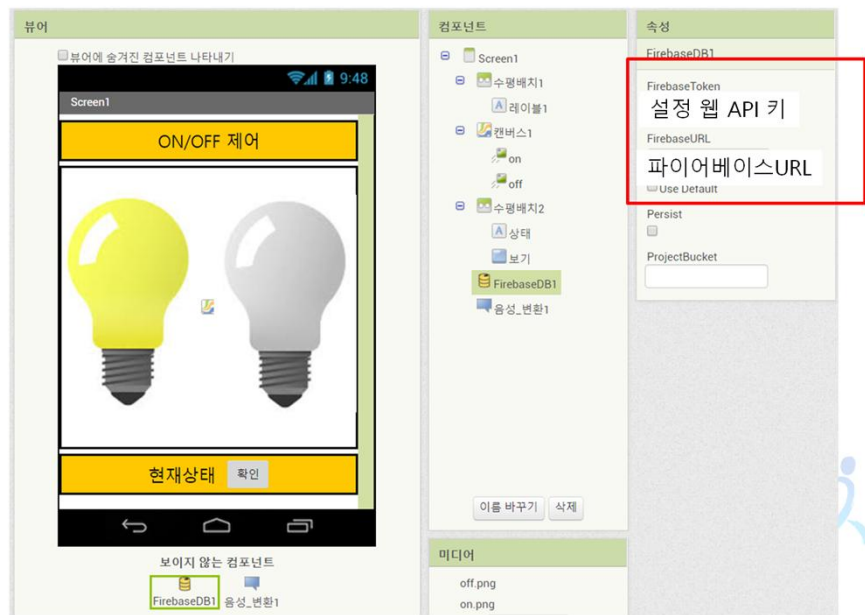 뷰어
뷰어에 숨겨진 컴포넌트 나타내기
9:48
Screen1
ON/OFF 제어
현재상태 확인
보이지 않는 컴포넌트
FirebaseDB1 음성_변환1
컴포넌트
Screen1
수평배치1
레이블1
캔버스1
on
off
수평배치2
상태
보기
FirebaseDB1
음성_변환1
이름 바꾸기 삭제
미디어
off.png
on.png
속성
FirebaseDB1
FirebaseToken
설정 웹 API 키
FirebaseURL
파이어베이스URL
Use Default
Persist
ProjectBucket